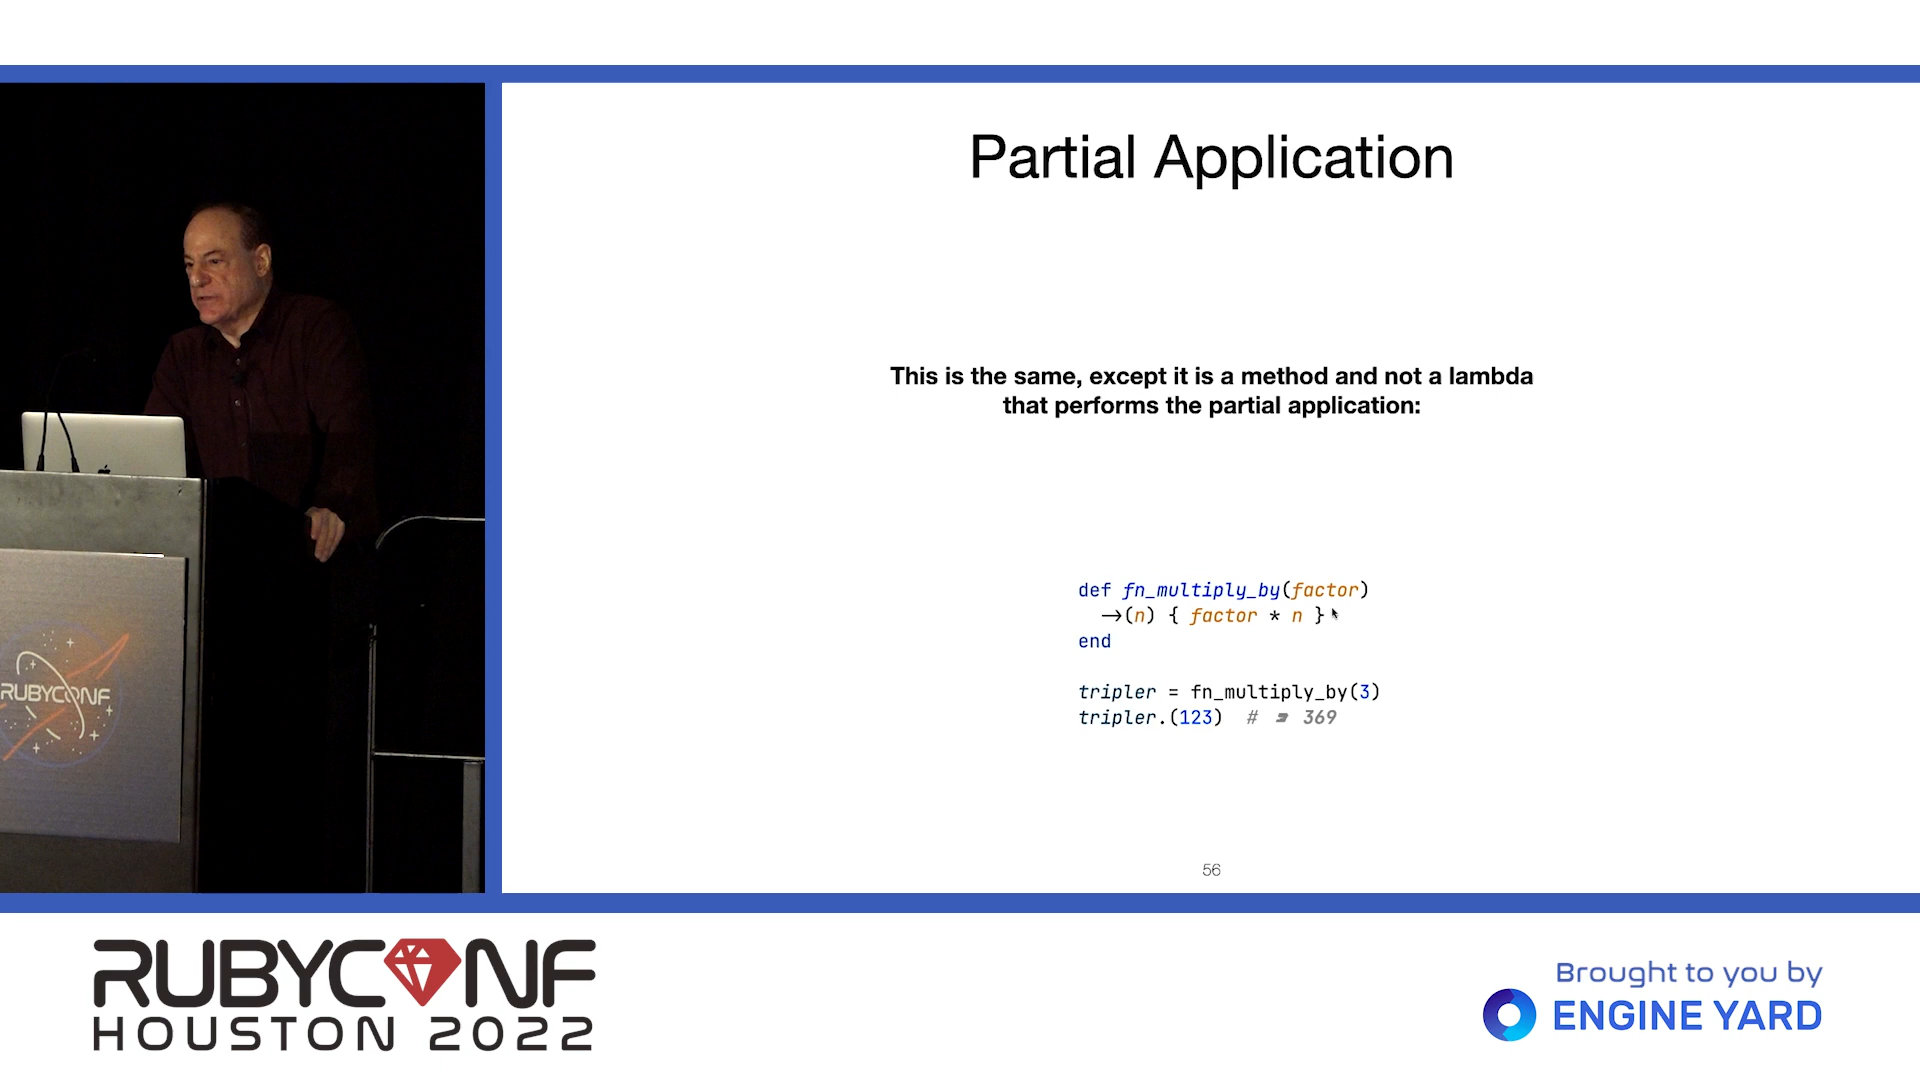 Partial Application
This is the same, except it is a method and not a lambda
that performs the partial application:
def fn_multiply_by(factor)
->(n) { factor * n }
end
tripler = fn_multiply_by(3)
tripler.(123) # => 369
56
RUBYCONF
RUBYCONF
HOUSTON 2022
Brought to you by
ENGINE YARD